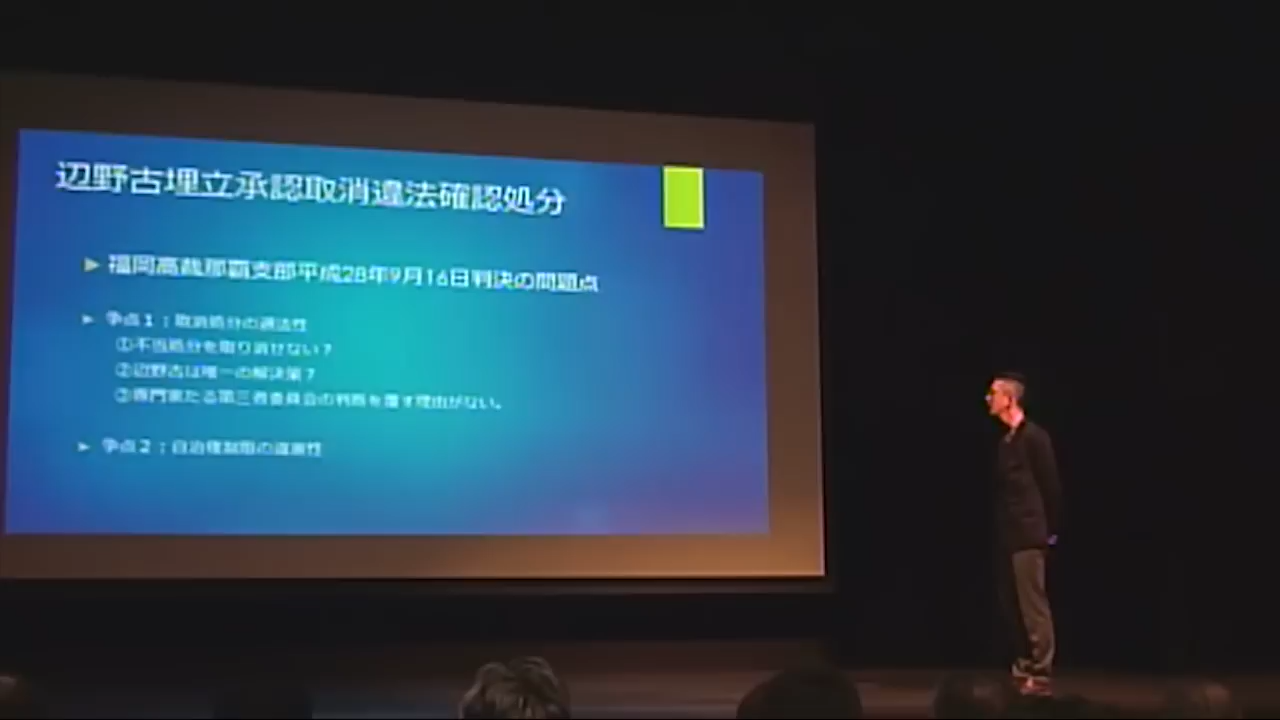 辺野古埋立承認取消違法確認処分
福岡高裁那覇支部平成28年9月16日判決の問題点
争点1:取消処分の適法性
①不当処分を取り消せない?
②辺野古は唯一の解決策?
③専門家たる第三者委員会の判断を覆す理由がない。
争点2:自治権制限の違憲性